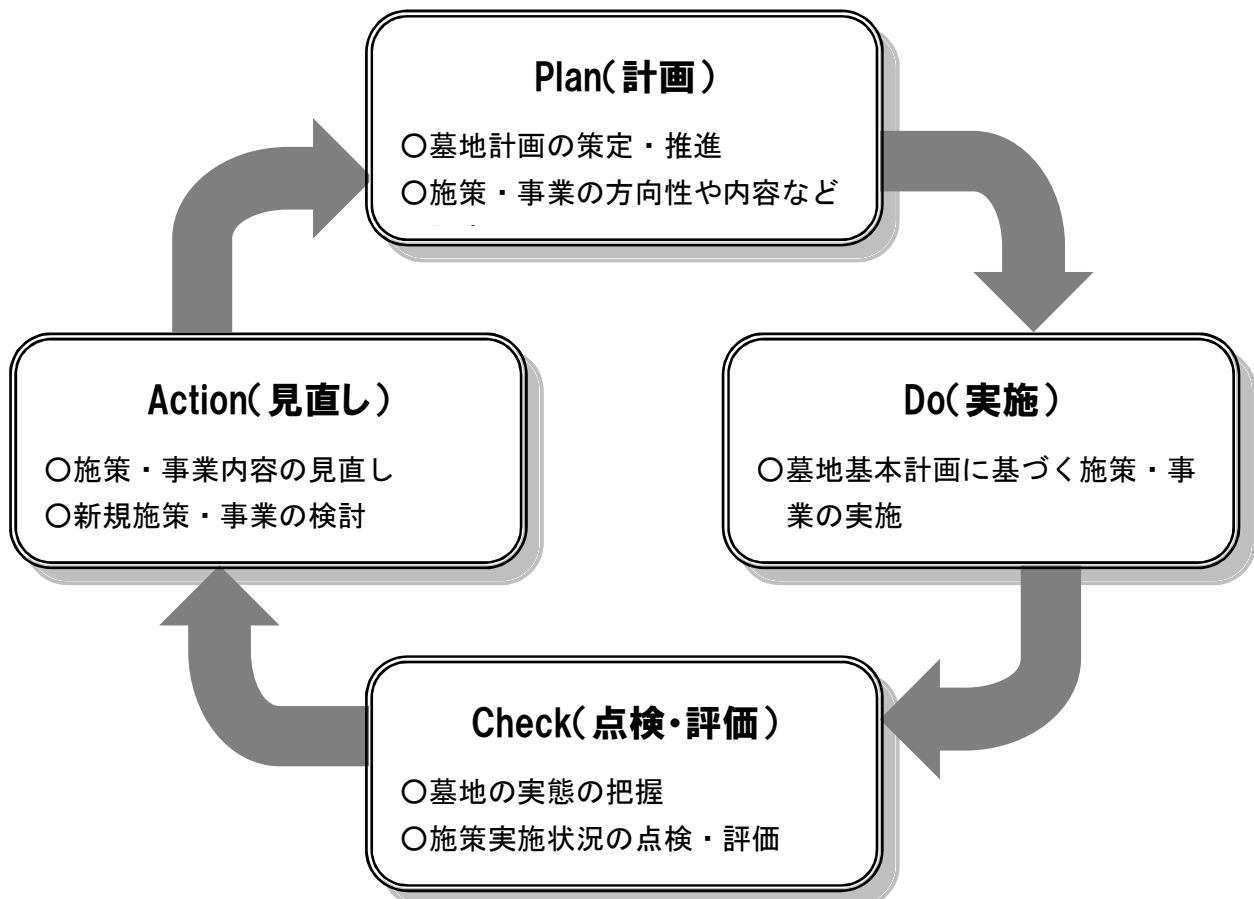 Plan(計画)
○墓地計画の策定・推進
○施策・事業の方向性や内容など
Action(見直し)
○施策・事業内容の見直し
○新規施策・事業の検討
Do(実施)
○墓地基本計画に基づく施策・事
業の実施
Check(点検・評価)
○墓地の実態の把握
○施策実施状況の点検・評価